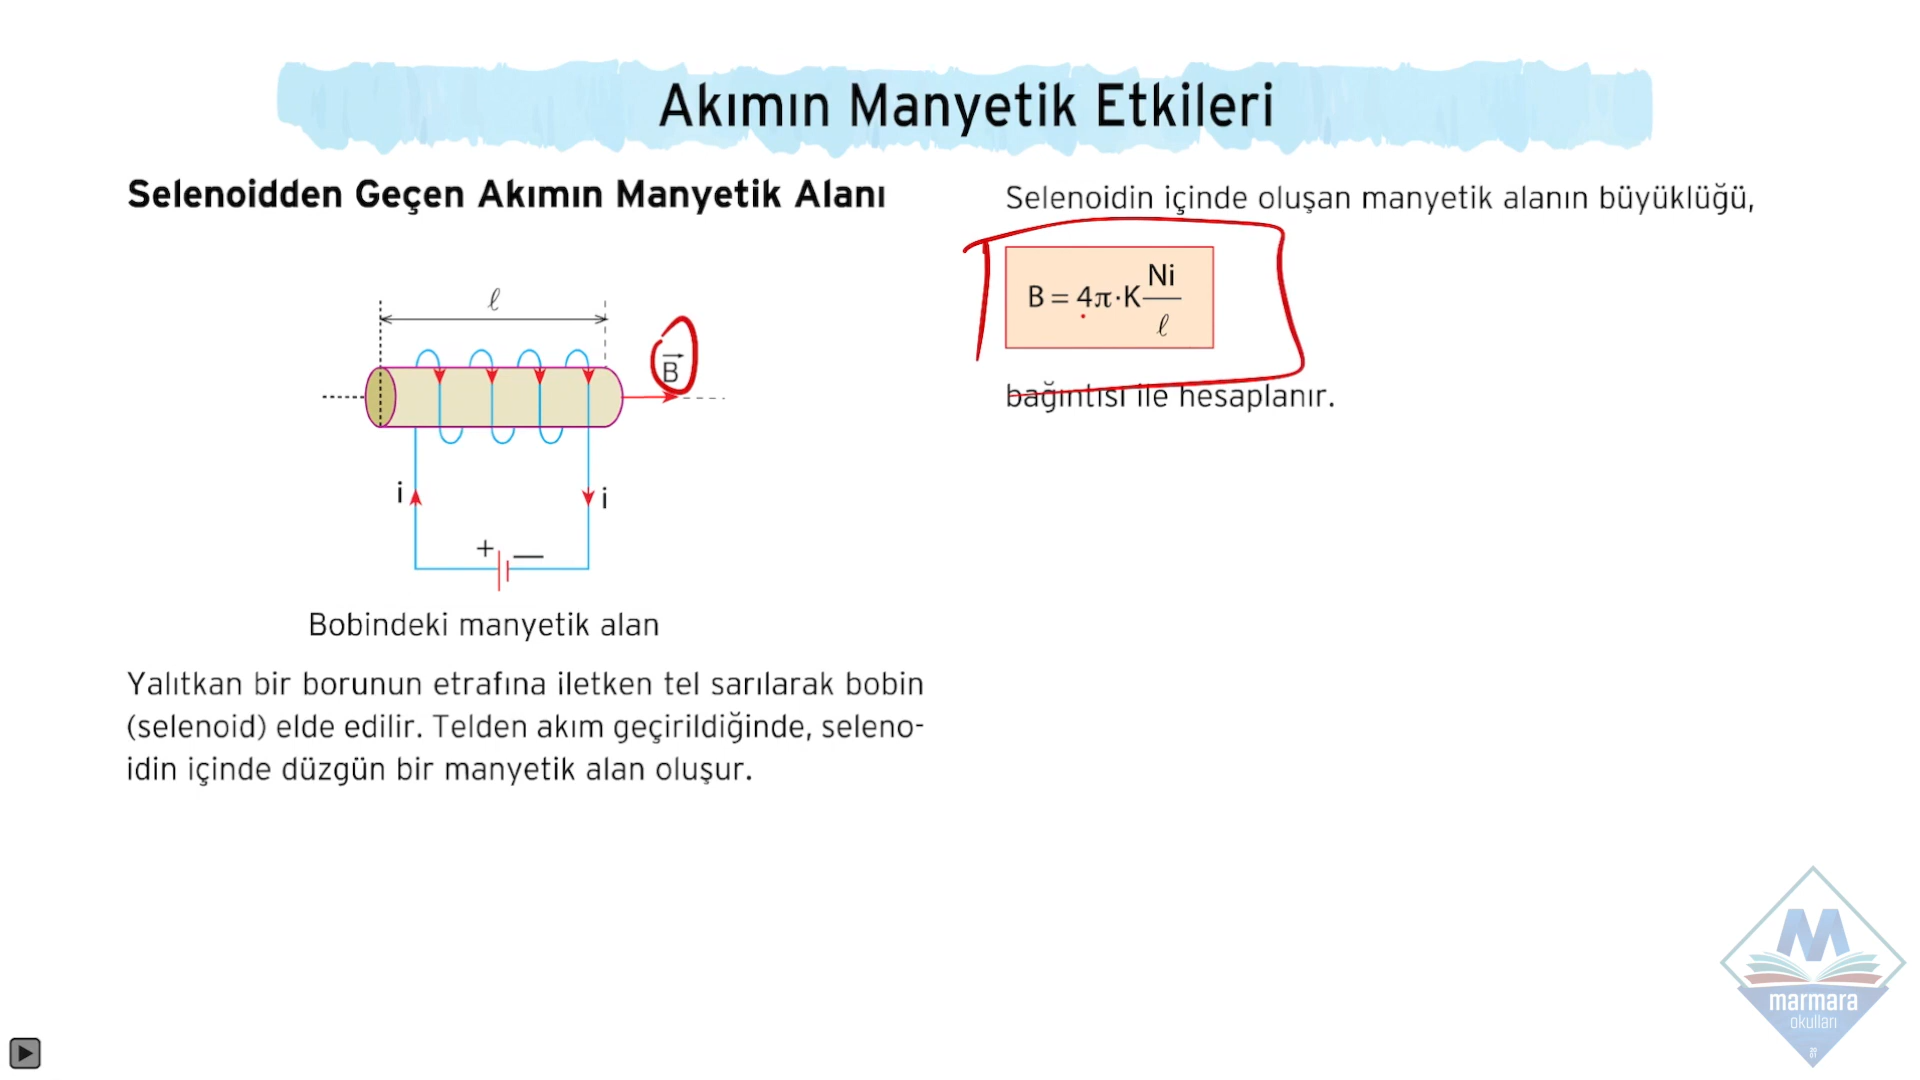 Akımın Manyetik Etkileri
Selenoidden Geçen Akımın Manyetik Alanı
ℓ
B
i
i
+ —
Bobindeki manyetik alan
Yalıtkan bir borunun etrafına iletken tel sarılarak bobin
(selenoid) elde edilir. Telden akım geçirildiğinde, seleno-
idin içinde düzgün bir manyetik alan oluşur.
Selenoidin içinde oluşan manyetik alanın büyüklüğü,
B = 4π·K Ni/ℓ
bağıntısı ile hesaplanır.
M
marmara
okulları
2001